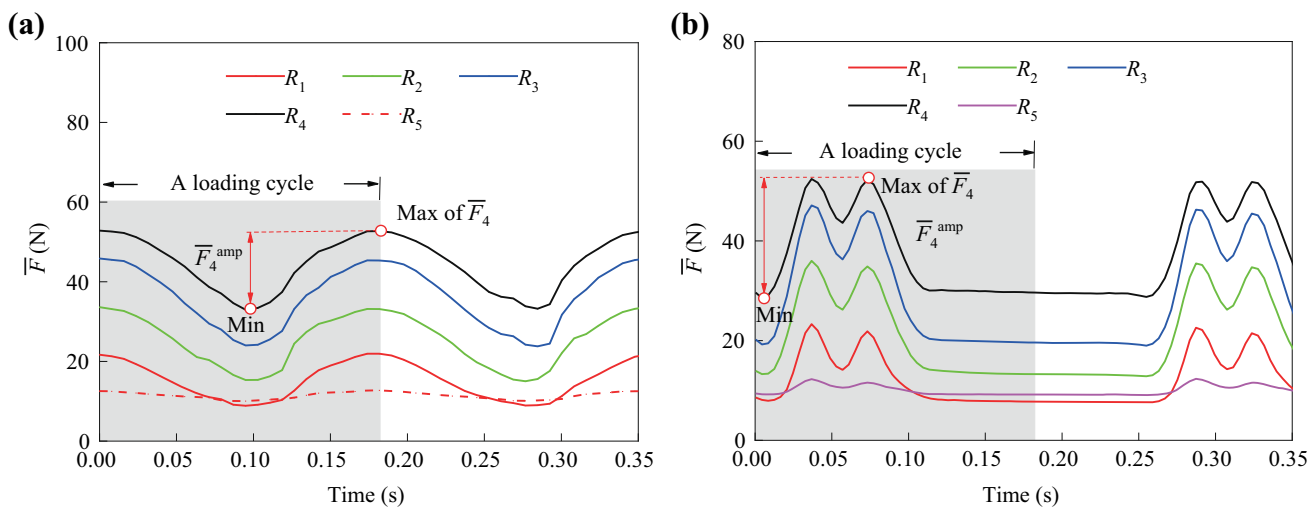 (a)
100
80
60
40
20
0
F̅ (N)
R₁ R₂ R₃
R₄ R₅
A loading cycle
Max of F̅₄
F̅₄ᵃᵐᵖ
Min
0.00 0.05 0.10 0.15 0.20 0.25 0.30 0.35
Time (s)
(b)
80
60
40
20
0
F̅ (N)
R₁ R₂ R₃
R₄ R₅
A loading cycle
Max of F̅₄
F̅₄ᵃᵐᵖ
Min
0.00 0.05 0.10 0.15 0.20 0.25 0.30 0.35
Time (s)